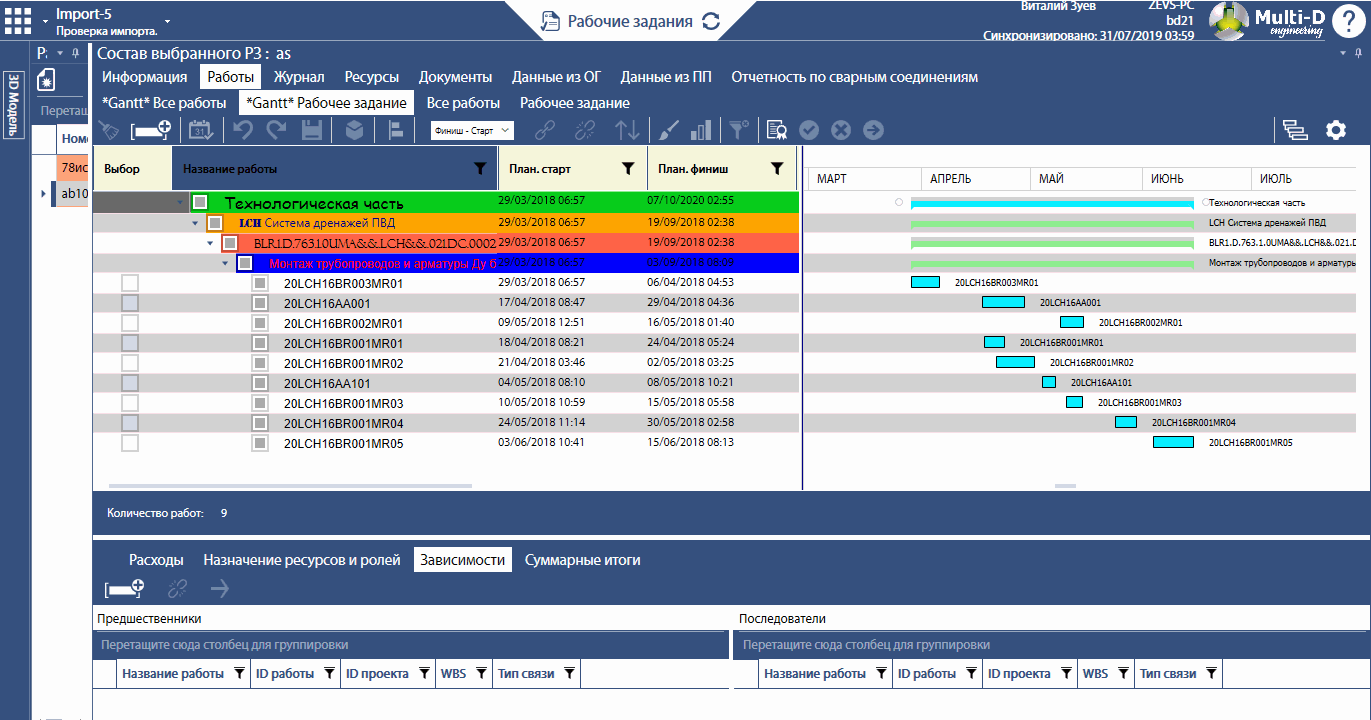 Import-5
Проверка импорта.
Рабочие задания
Виталий Зуев
ZEVS-PC
bd21
Синхронизировано: 31/07/2019 03:59
Multi-D
engineering
?
3D Модель
Р:
Перетащ
Номе
78ис
ab10
Состав выбранного РЗ : as
Информация Работы Журнал Ресурсы Документы Данные из ОГ Данные из ПП Отчетность по сварным соединениям
*Gantt* Все работы *Gantt* Рабочее задание Все работы Рабочее задание
31
Финиш - Старт
Выбор Название работы План. старт План. финиш
МАРТ АПРЕЛЬ МАЙ ИЮНЬ ИЮЛЬ
Технологическая часть 29/03/2018 06:57 07/10/2020 02:55 Технологическая часть
LCH Система дренажей ПВД 29/03/2018 06:57 19/09/2018 02:38 LCH Система дренажей ПВД
BLR1.D.763.1.0UMA&&.LCH&&.021.DC.0002 29/03/2018 06:57 19/09/2018 02:38 BLR1.D.763.1.0UMA&&.LCH&&.021.D
Монтаж трубопроводов и арматуры Ду 6 29/03/2018 06:57 03/09/2018 08:09 Монтаж трубопроводов и арматуры
20LCH16BR003MR01 29/03/2018 06:57 06/04/2018 04:53 20LCH16BR003MR01
20LCH16AA001 17/04/2018 08:47 29/04/2018 04:36 20LCH16AA001
20LCH16BR002MR01 09/05/2018 12:51 16/05/2018 01:40 20LCH16BR002MR01
20LCH16BR001MR01 18/04/2018 08:21 24/04/2018 05:24 20LCH16BR001MR01
20LCH16BR001MR02 21/04/2018 03:46 02/05/2018 03:25 20LCH16BR001MR02
20LCH16AA101 04/05/2018 08:10 08/05/2018 10:21 20LCH16AA101
20LCH16BR001MR03 10/05/2018 10:59 15/05/2018 05:58 20LCH16BR001MR03
20LCH16BR001MR04 24/05/2018 11:14 30/05/2018 02:58 20LCH16BR001MR04
20LCH16BR001MR05 03/06/2018 10:41 15/06/2018 08:13 20LCH16BR001MR05
Количество работ: 9
Расходы Назначение ресурсов и ролей Зависимости Суммарные итоги
Предшественники
Перетащите сюда столбец для группировки
Название работы ID работы ID проекта WBS Тип связи
Последователи
Перетащите сюда столбец для группировки
Название работы ID работы ID проекта WBS Тип связи